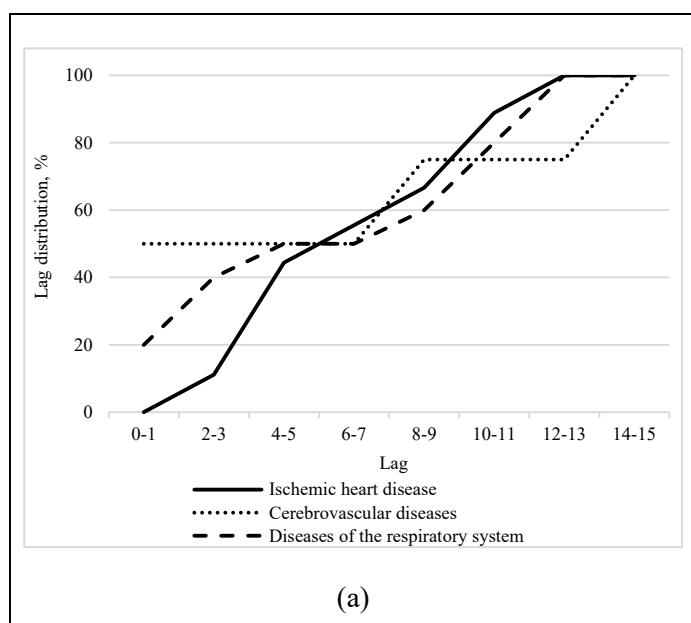 100
80
60
40
20
0
Lag distribution, %
0-1 2-3 4-5 6-7 8-9 10-11 12-13 14-15
Lag
Ischemic heart disease
Cerebrovascular diseases
Diseases of the respiratory system
(a)